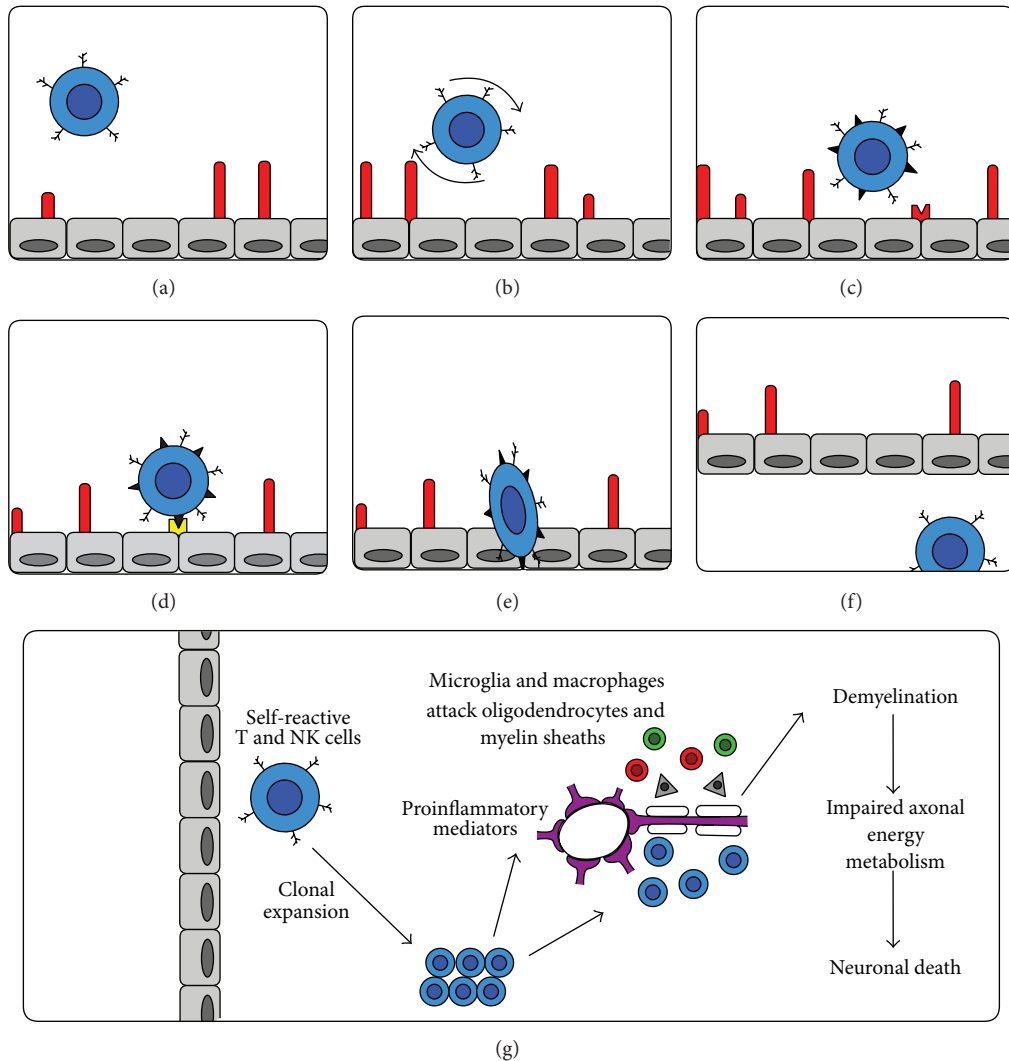 (a)
(b)
(c)
(d)
(e)
(f)
Microglia and macrophages
attack oligodendrocytes and
myelin sheaths
Self-reactive
T and NK cells
Proinflammatory
mediators
Clonal
expansion
Demyelination
Impaired axonal
energy
metabolism
Neuronal death
(g)